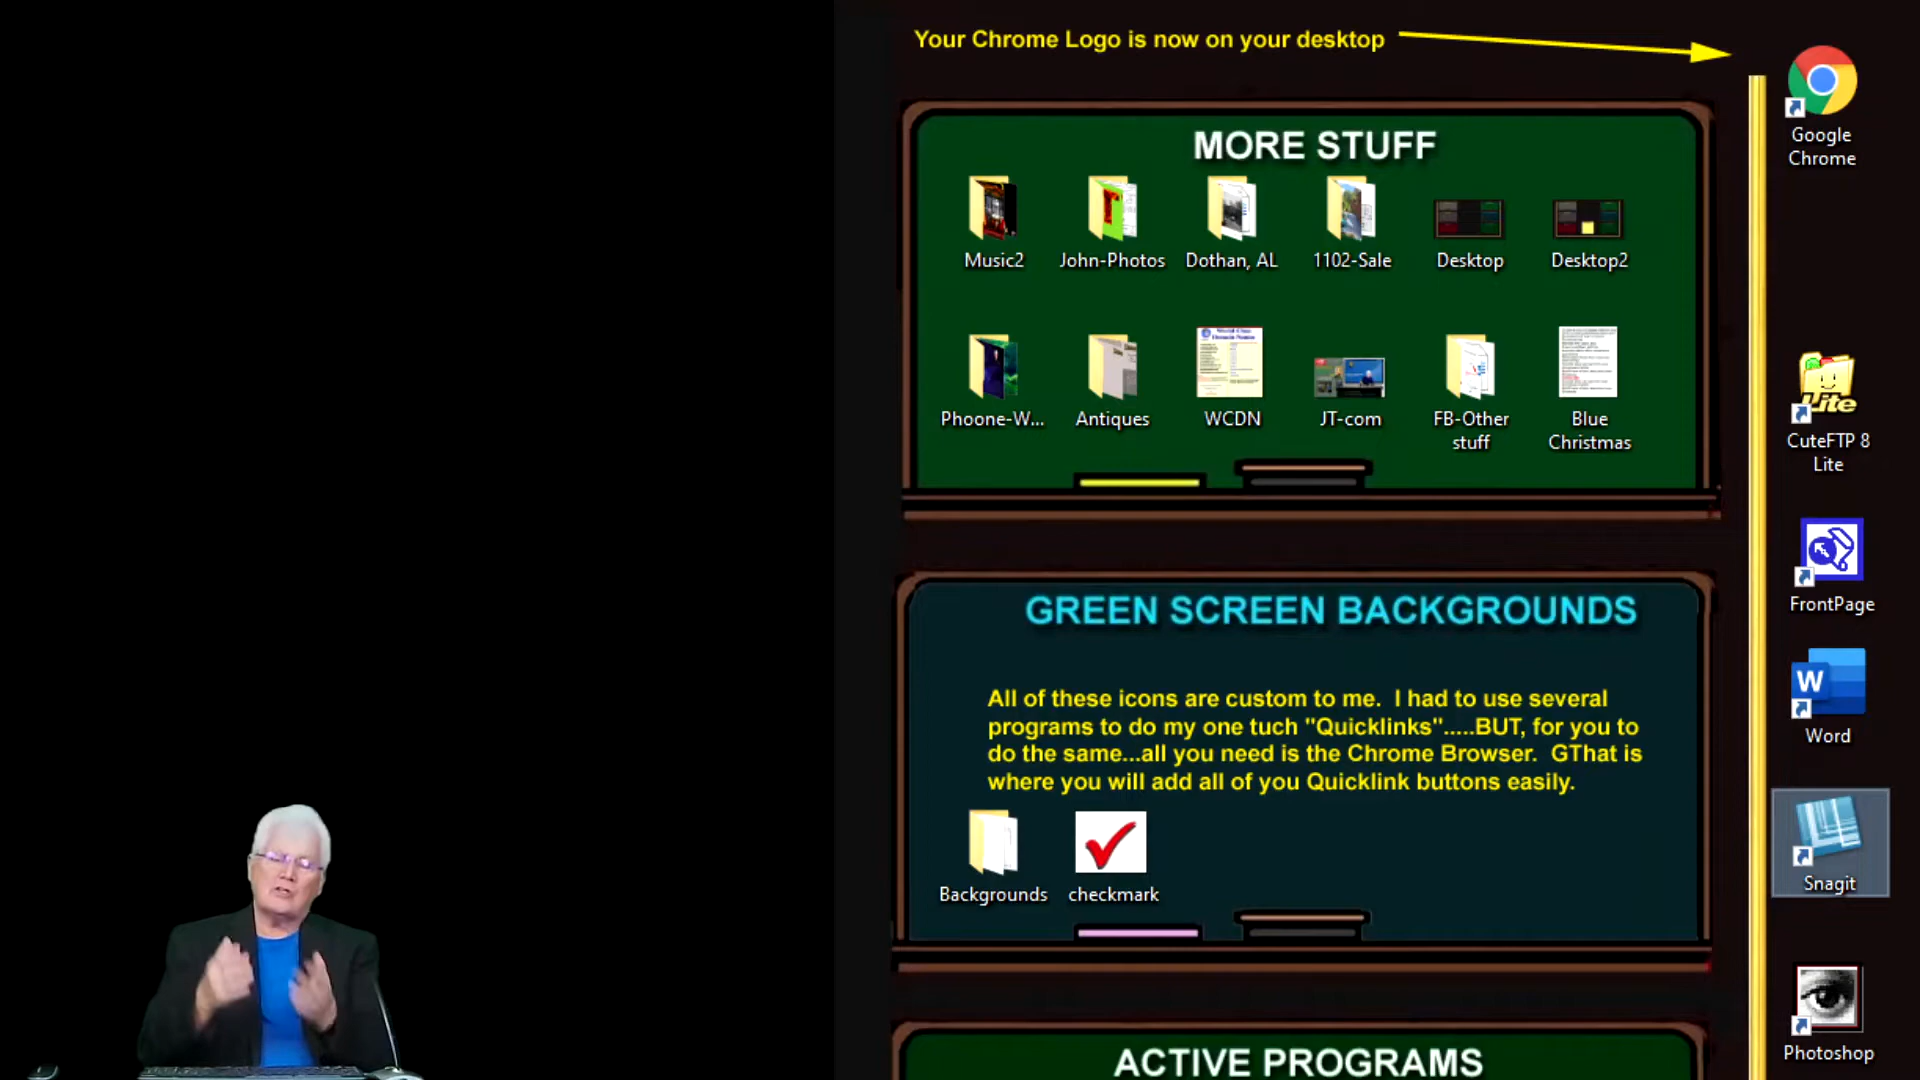 Your Chrome Logo is now on your desktop
Google
Chrome
MORE STUFF
Music2
John-Photos
Dothan, AL
1102-Sale
Desktop
Desktop2
Phoone-W...
Antiques
WCDN
JT-com
FB-Other
stuff
Blue
Christmas
Lite
CuteFTP 8
Lite
FrontPage
GREEN SCREEN BACKGROUNDS
All of these icons are custom to me. I had to use several
programs to do my one tuch "Quicklinks".....BUT, for you to
do the same...all you need is the Chrome Browser. GThat is
where you will add all of you Quicklink buttons easily.
W
Word
Backgrounds
checkmark
Snagit
ACTIVE PROGRAMS
Photoshop